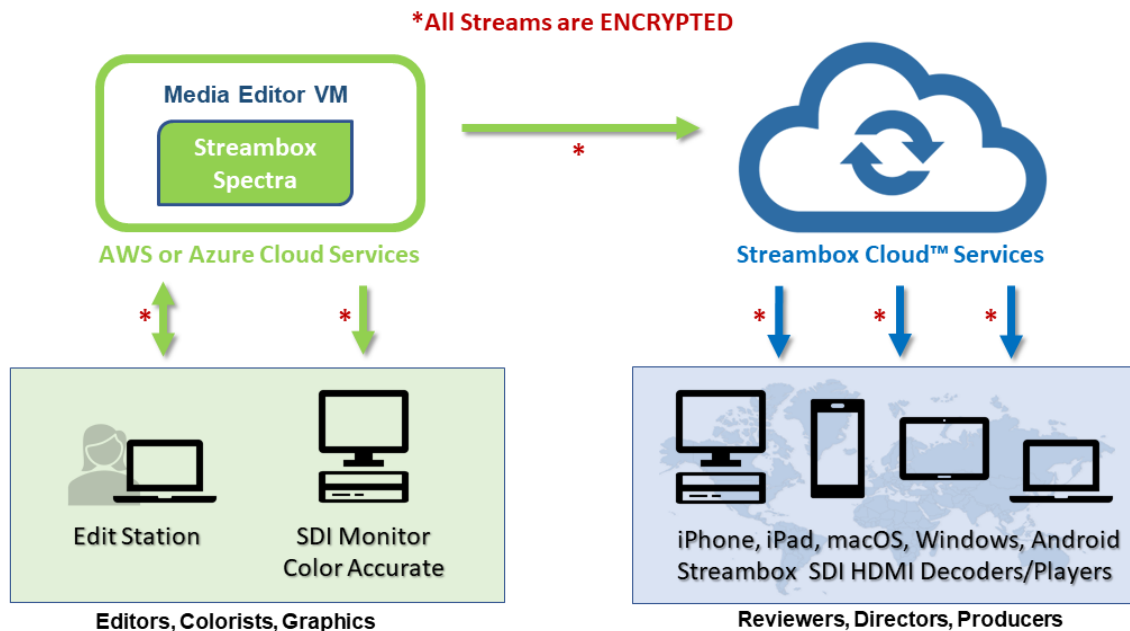 *All Streams are ENCRYPTED
Media Editor VM
Streambox
Spectra
*
AWS or Azure Cloud Services
Streambox Cloud™ Services
*
*
*
*
*
Edit Station
SDI Monitor
Color Accurate
iPhone, iPad, macOS, Windows, Android
Streambox SDI HDMI Decoders/Players
Editors, Colorists, Graphics
Reviewers, Directors, Producers